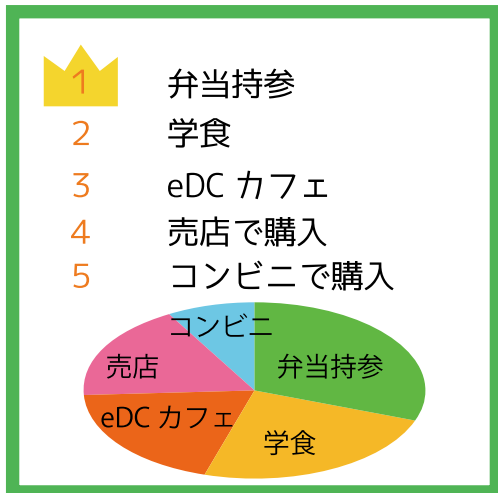 1 弁当持参
2 学食
3 eDC カフェ
4 売店で購入
5 コンビニで購入
コンビニ
弁当持参
売店
eDC カフェ
学食